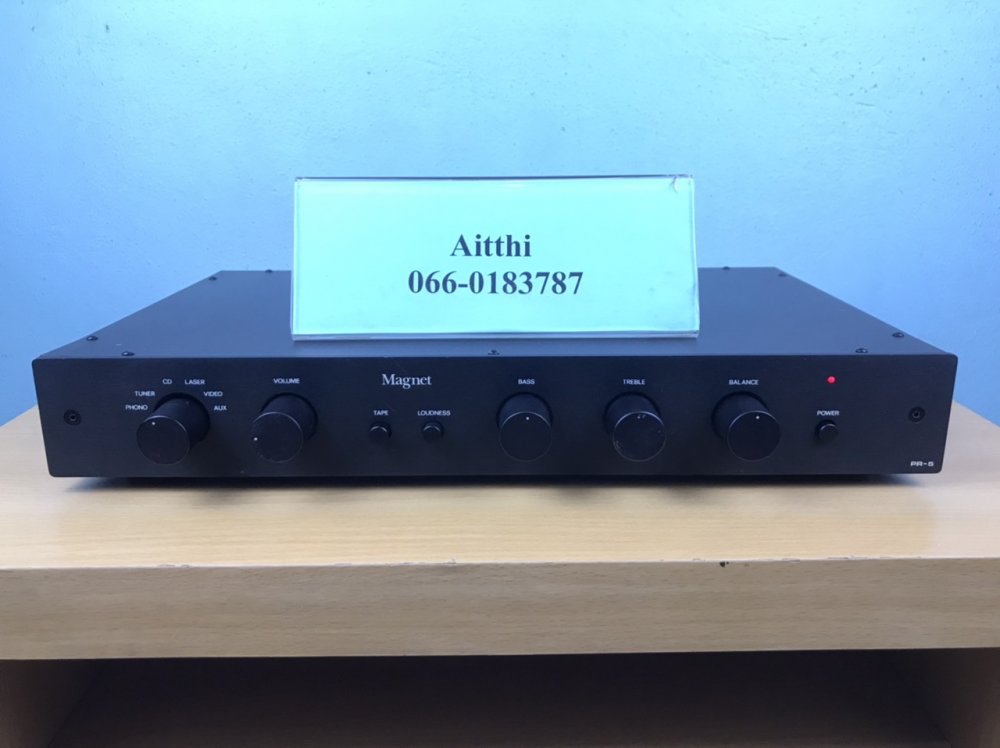 Aitthi
066-0183787
CD LASER
TUNER VIDEO
PHONO AUX
VOLUME
Magnet
TAPE LOUDNESS
BASS
TREBLE
BALANCE
POWER
PR-5